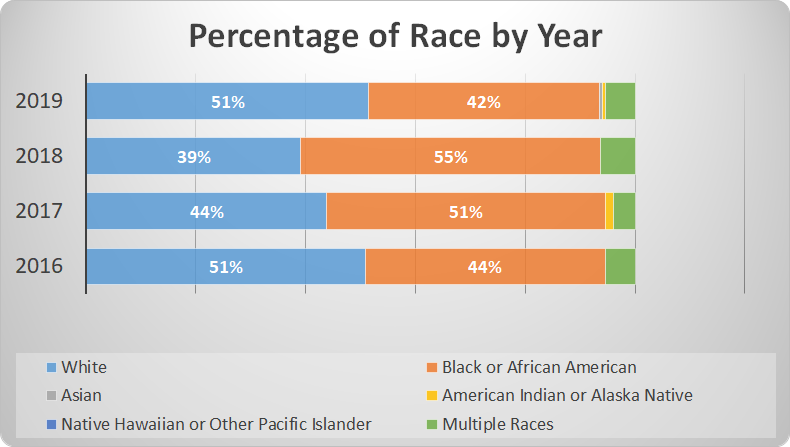 Percentage of Race by Year
2019 51% 42%
2018 39% 55%
2017 44% 51%
2016 51% 44%
White Black or African American
Asian American Indian or Alaska Native
Native Hawaiian or Other Pacific Islander Multiple Races